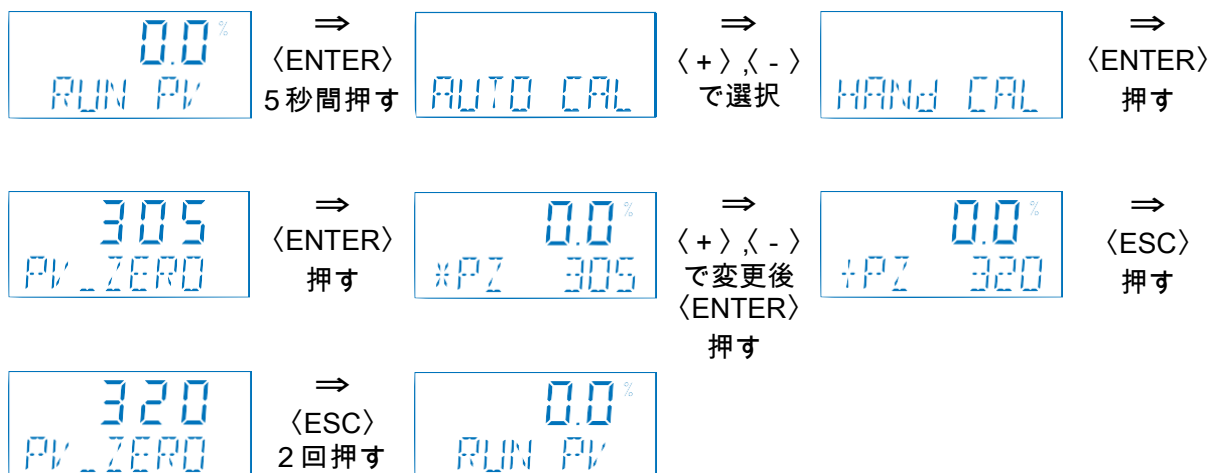 0.0%
RUN PV
⇒
〈ENTER〉
5秒間押す
AUTO CAL
⇒
〈 + 〉,〈 - 〉
で選択
HANd CAL
⇒
〈ENTER〉
押す
305
PV_ZERO
⇒
〈ENTER〉
押す
0.0%
*PZ 305
⇒
〈 + 〉,〈 - 〉
で変更後
〈ENTER〉
押す
0.0%
+PZ 320
⇒
〈ESC〉
押す
320
PV_ZERO
⇒
〈ESC〉
2回押す
0.0%
RUN PV